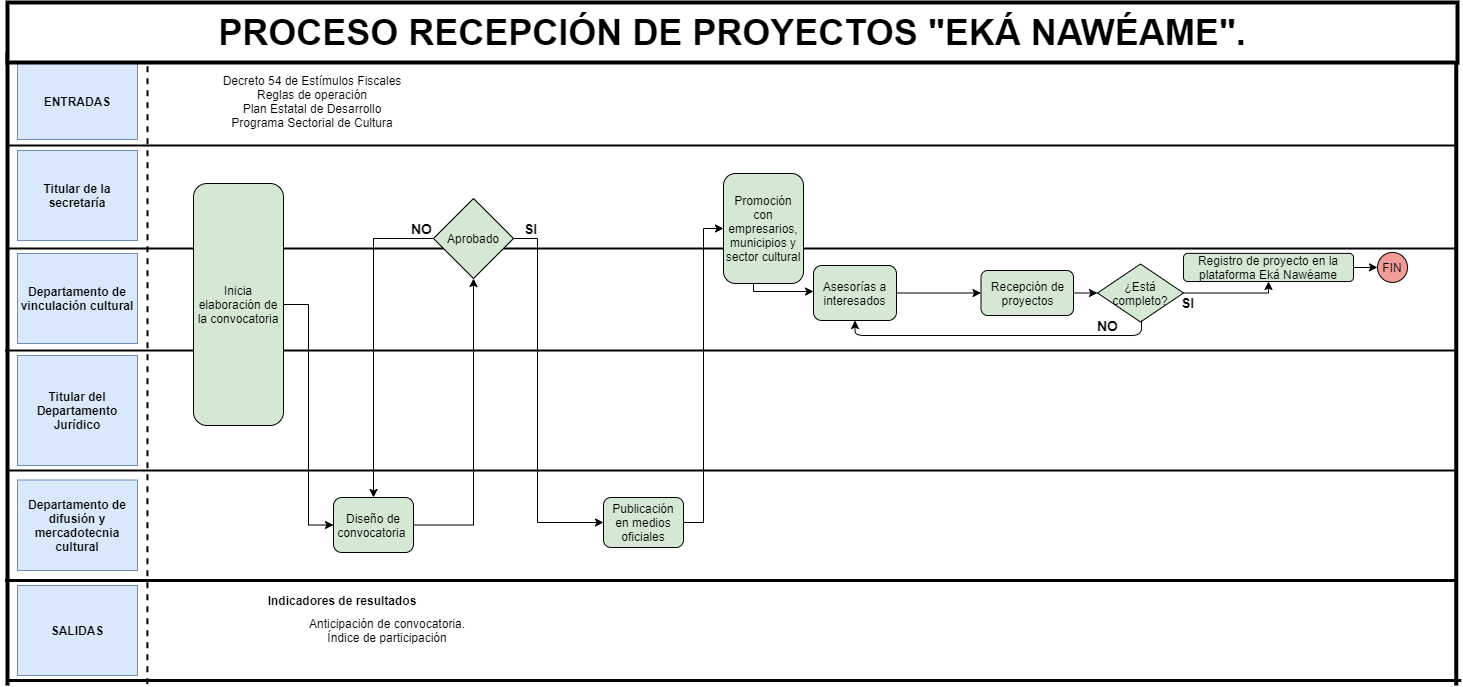 PROCESO RECEPCIÓN DE PROYECTOS "EKÁ NAWÉAME".
ENTRADAS
Decreto 54 de Estímulos Fiscales
Reglas de operación
Plan Estatal de Desarrollo
Programa Sectorial de Cultura
Titular de la
secretaría
Departamento de
vinculación cultural
Titular del
Departamento
Jurídico
Departamento de
difusión y
mercadotecnia
cultural
Inicia
elaboración de
la convocatoria
Diseño de
convocatoria
NO
Aprobado
SI
Publicación
en medios
oficiales
Promoción
con
empresarios,
municipios y
sector cultural
Asesorías a
interesados
Recepción de
proyectos
¿Está
completo?
NO
SI
Registro de proyecto en la
plataforma Eká Nawéame
FIN
SALIDAS
Indicadores de resultados
Anticipación de convocatoria.
Índice de participación